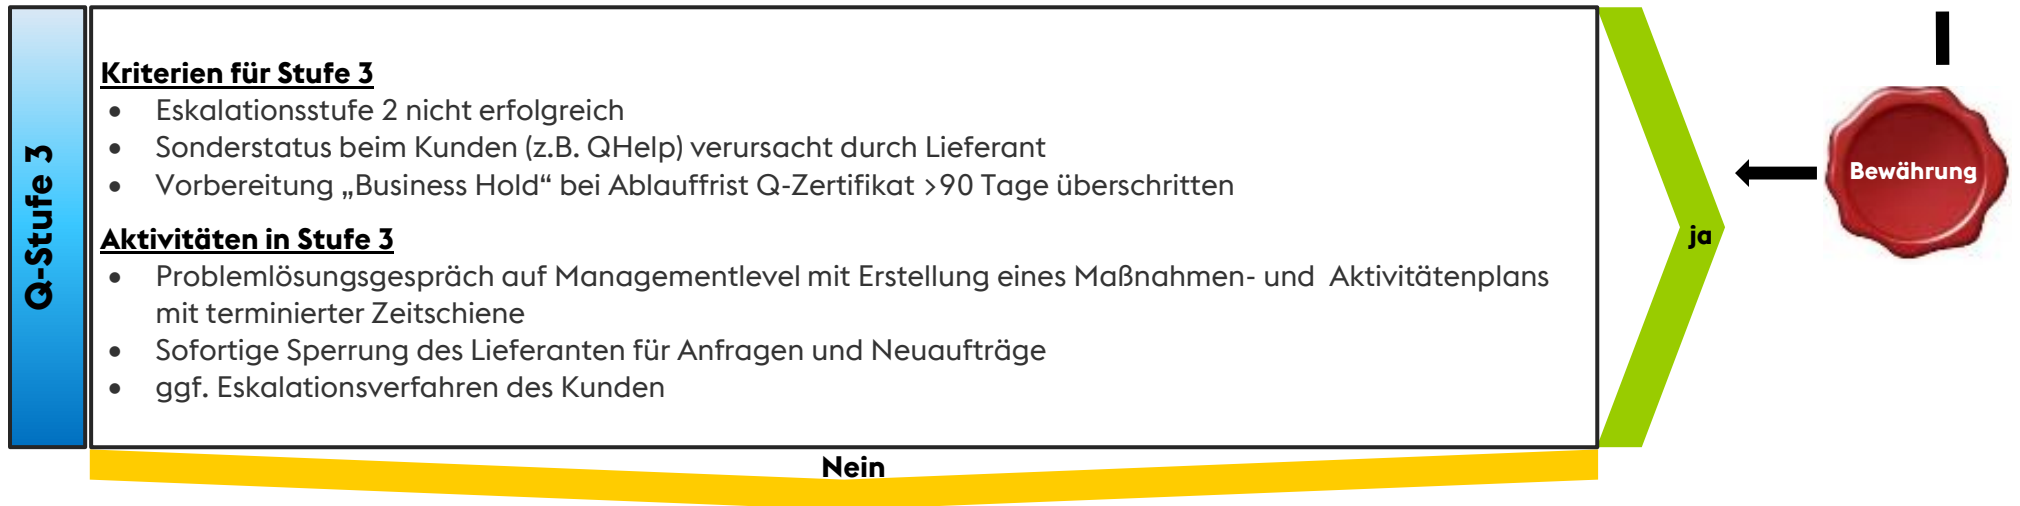 Q-Stufe 3
Kriterien für Stufe 3
• Eskalationsstufe 2 nicht erfolgreich
• Sonderstatus beim Kunden (z.B. QHelp) verursacht durch Lieferant
• Vorbereitung „Business Hold“ bei Ablauffrist Q-Zertifikat >90 Tage überschritten
Aktivitäten in Stufe 3
• Problemlösungsgespräch auf Managementlevel mit Erstellung eines Maßnahmen- und Aktivitätenplans
mit terminierter Zeitschiene
• Sofortige Sperrung des Lieferanten für Anfragen und Neuaufträge
• ggf. Eskalationsverfahren des Kunden
ja
Bewährung
Nein